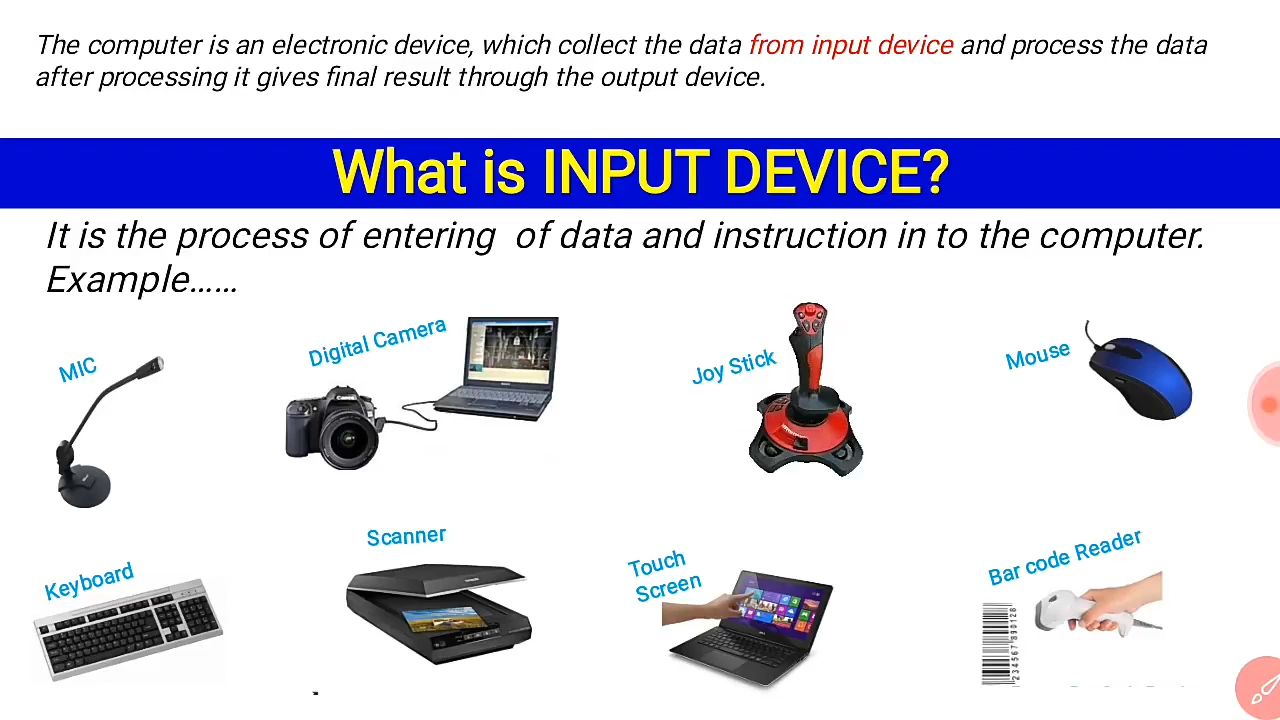 The computer is an electronic device, which collect the data from input device and process the data
after processing it gives final result through the output device.
What is INPUT DEVICE?
It is the process of entering  of data and instruction in to the computer.
Example......
MIC
Digital Camera
Canon
Joy Stick
Mouse
Keyboard
Scanner
Touch
Screen
Bar code Reader